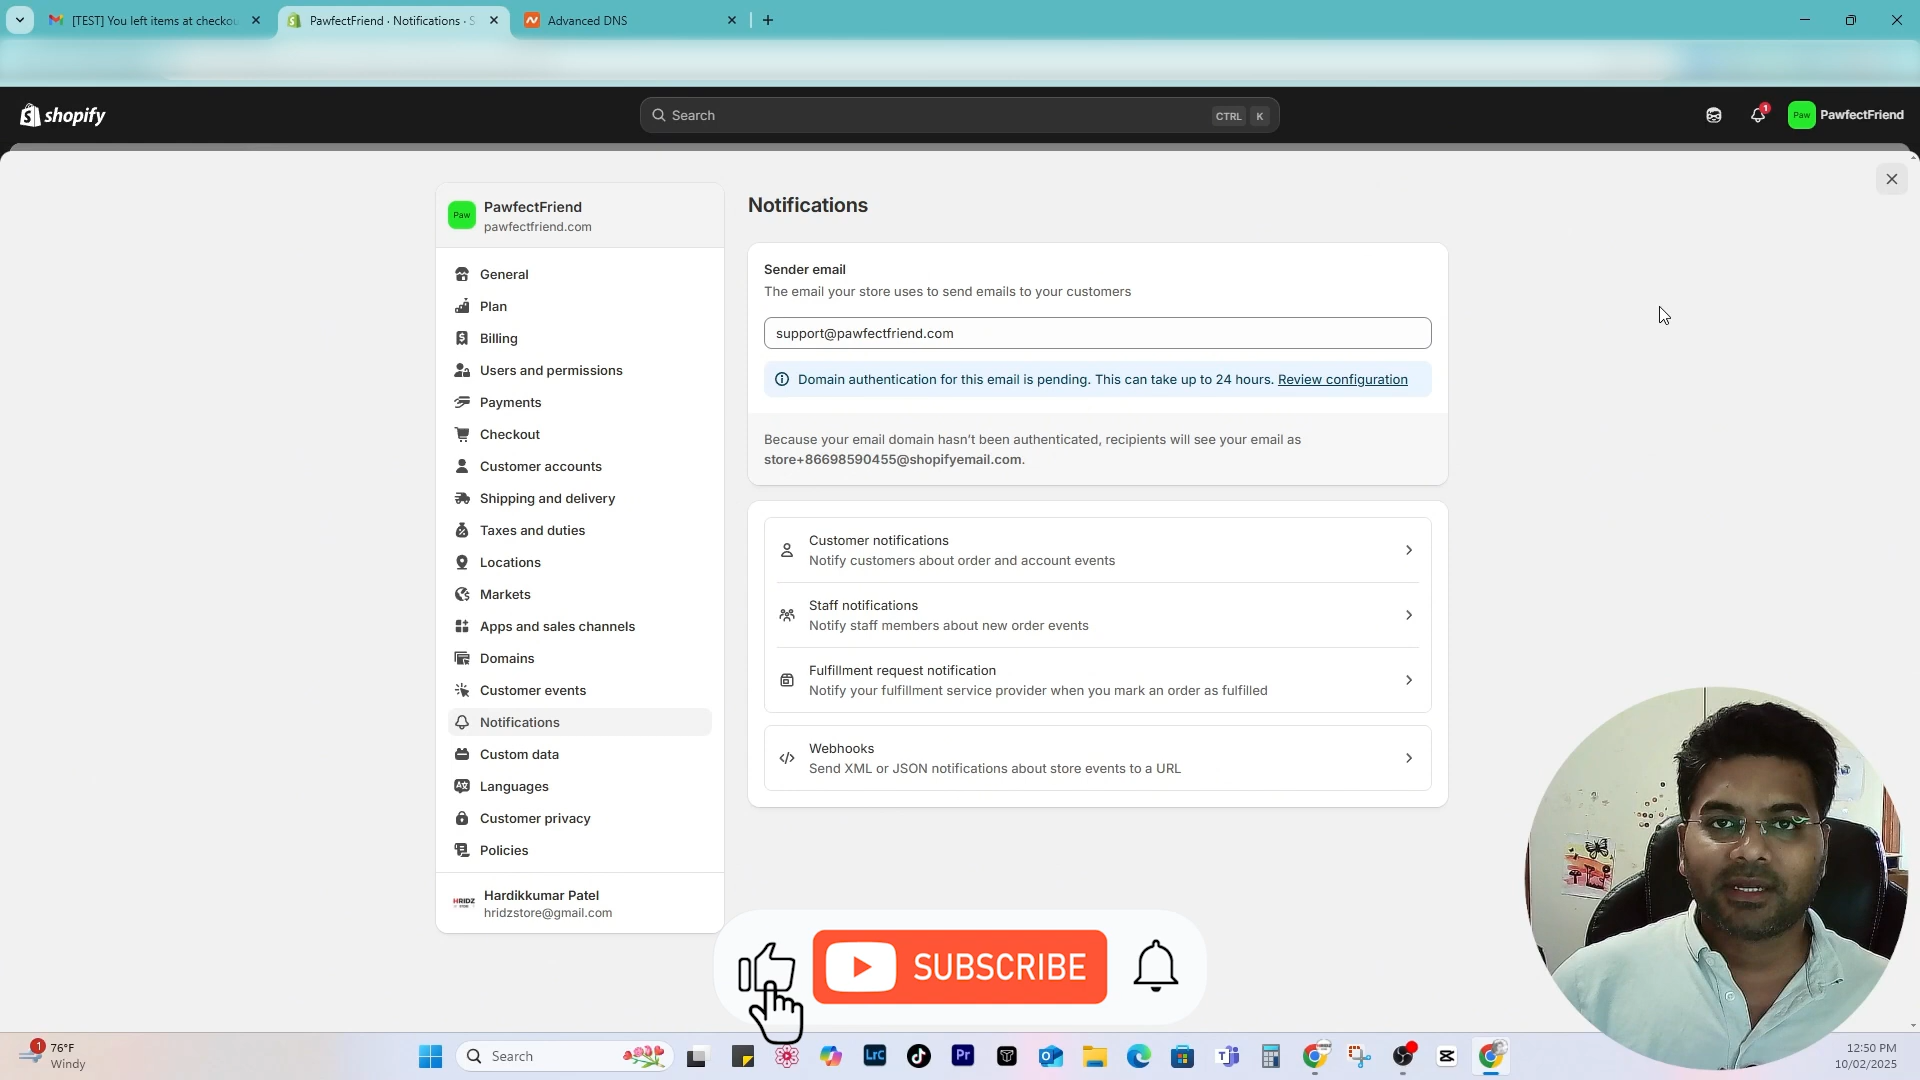 [TEST] You left items at checkou
PawfectFriend · Notifications · S
Advanced DNS
shopify
Search
CTRL K
1
Paw
PawfectFriend
Paw
PawfectFriend
pawfectfriend.com
General
Plan
Billing
Users and permissions
Payments
Checkout
Customer accounts
Shipping and delivery
Taxes and duties
Locations
Markets
Apps and sales channels
Domains
Customer events
Notifications
Custom data
Languages
Customer privacy
Policies
HRIDZ
Hardikkumar Patel
hridzstore@gmail.com
Notifications
Sender email
The email your store uses to send emails to your customers
support@pawfectfriend.com
Domain authentication for this email is pending. This can take up to 24 hours. Review configuration
Because your email domain hasn't been authenticated, recipients will see your email as
store+86698590455@shopifyemail.com.
Customer notifications
Notify customers about order and account events
Staff notifications
Notify staff members about new order events
Fulfillment request notification
Notify your fulfillment service provider when you mark an order as fulfilled
Webhooks
Send XML or JSON notifications about store events to a URL
SUBSCRIBE
1
76°F
Windy
Search
LrC
Pr
12:50 PM
10/02/2025